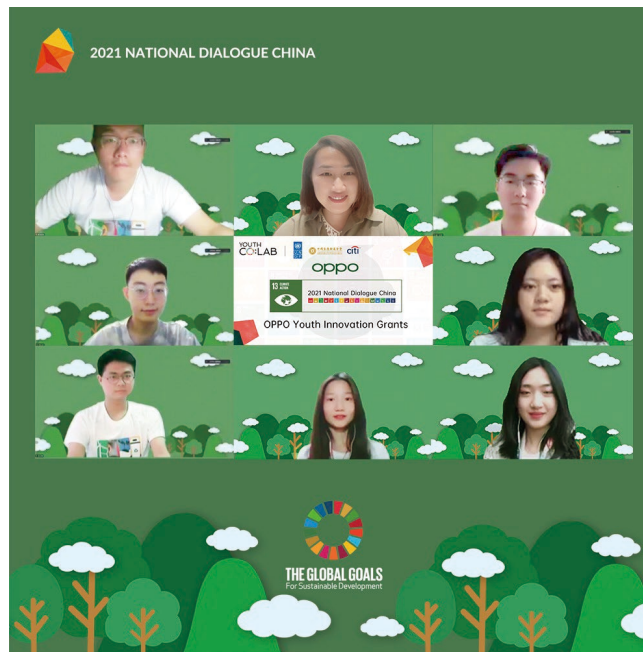 2021 NATIONAL DIALOGUE CHINA
YOUTH
CO:LAB
citi
oppo
13 CLIMATE
ACTION
2021 National Dialogue China
OPPO Youth Innovation Grants
THE GLOBAL GOALS
For Sustainable Development